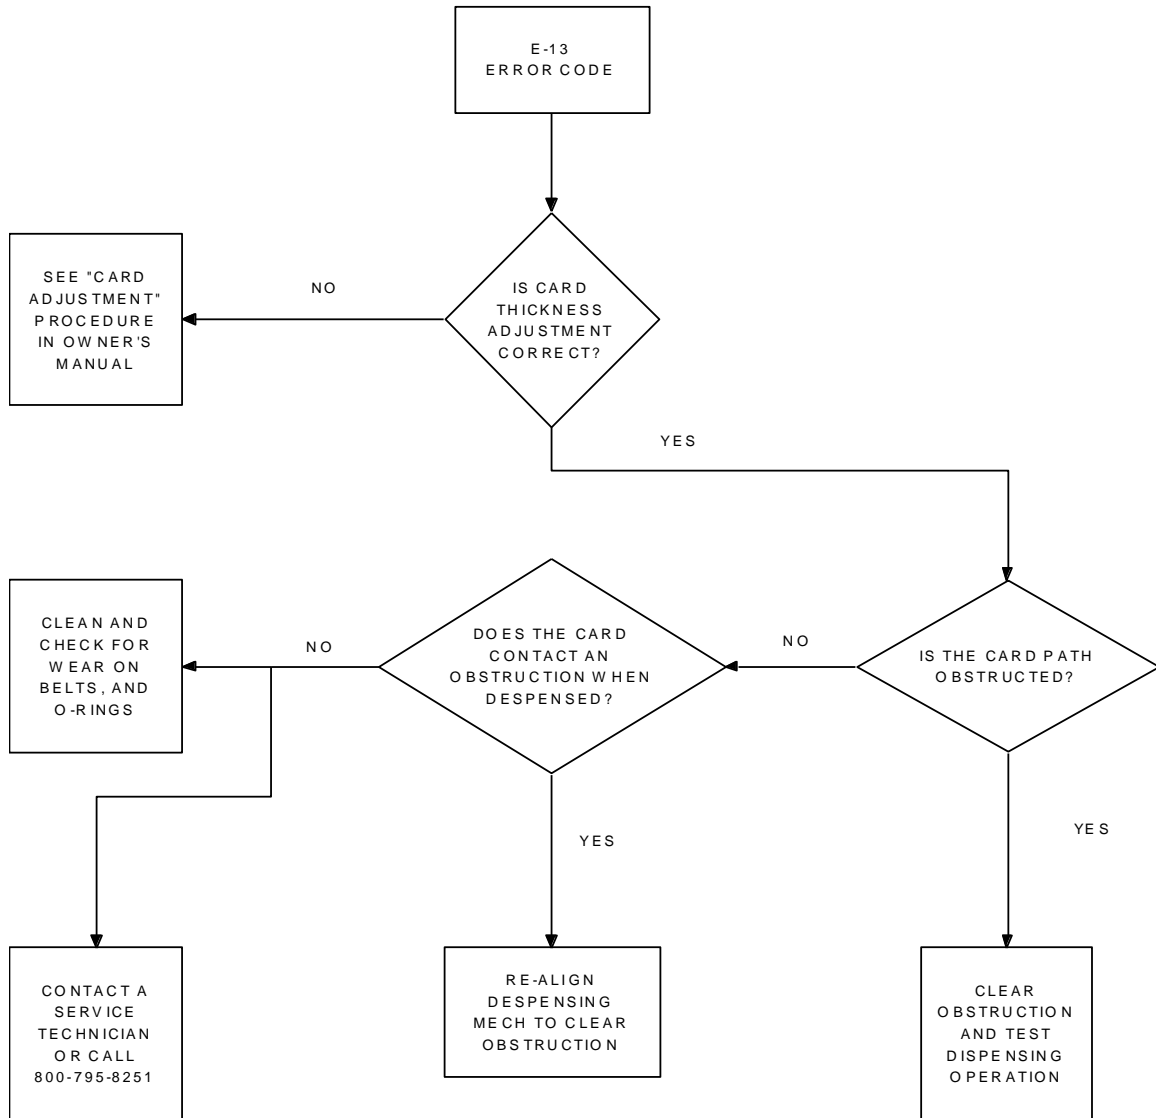 E-13
ERROR CODE
IS CARD
THICKNESS
ADJUSTMENT
CORRECT?
NO
SEE "CARD
ADJUSTMENT"
PROCEDURE
IN OWNER'S
MANUAL
YES
IS THE CARD PATH
OBSTRUCTED?
NO
DOES THE CARD
CONTACT AN
OBSTRUCTION WHEN
DESPENSED?
NO
CLEAN AND
CHECK FOR
WEAR ON
BELTS, AND
O-RINGS
YES
YES
CONTACT A
SERVICE
TECHNICIAN
OR CALL
800-795-8251
RE-ALIGN
DESPENSING
MECH TO CLEAR
OBSTRUCTION
CLEAR
OBSTRUCTION
AND TEST
DISPENSING
OPERATION